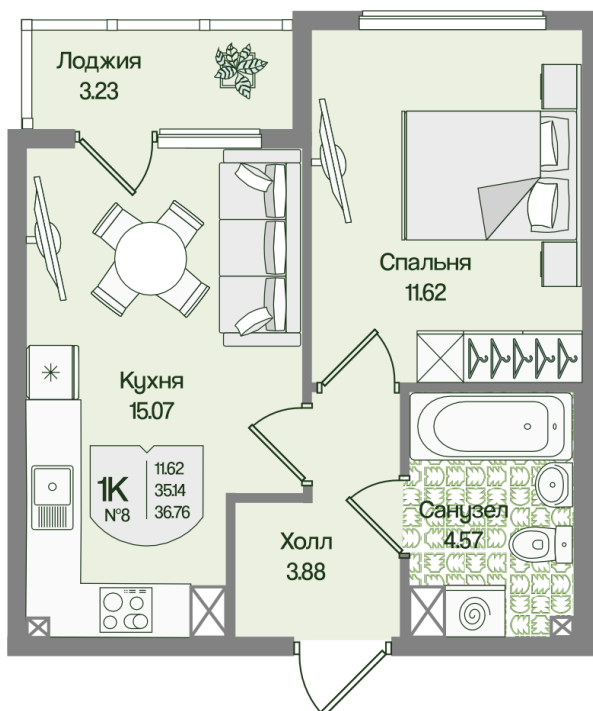 Лоджия
3.23
Спальня
11.62
Кухня
15.07
1К
№8
11.62
35.14
36.76
Санузел
4.57
Холл
3.88